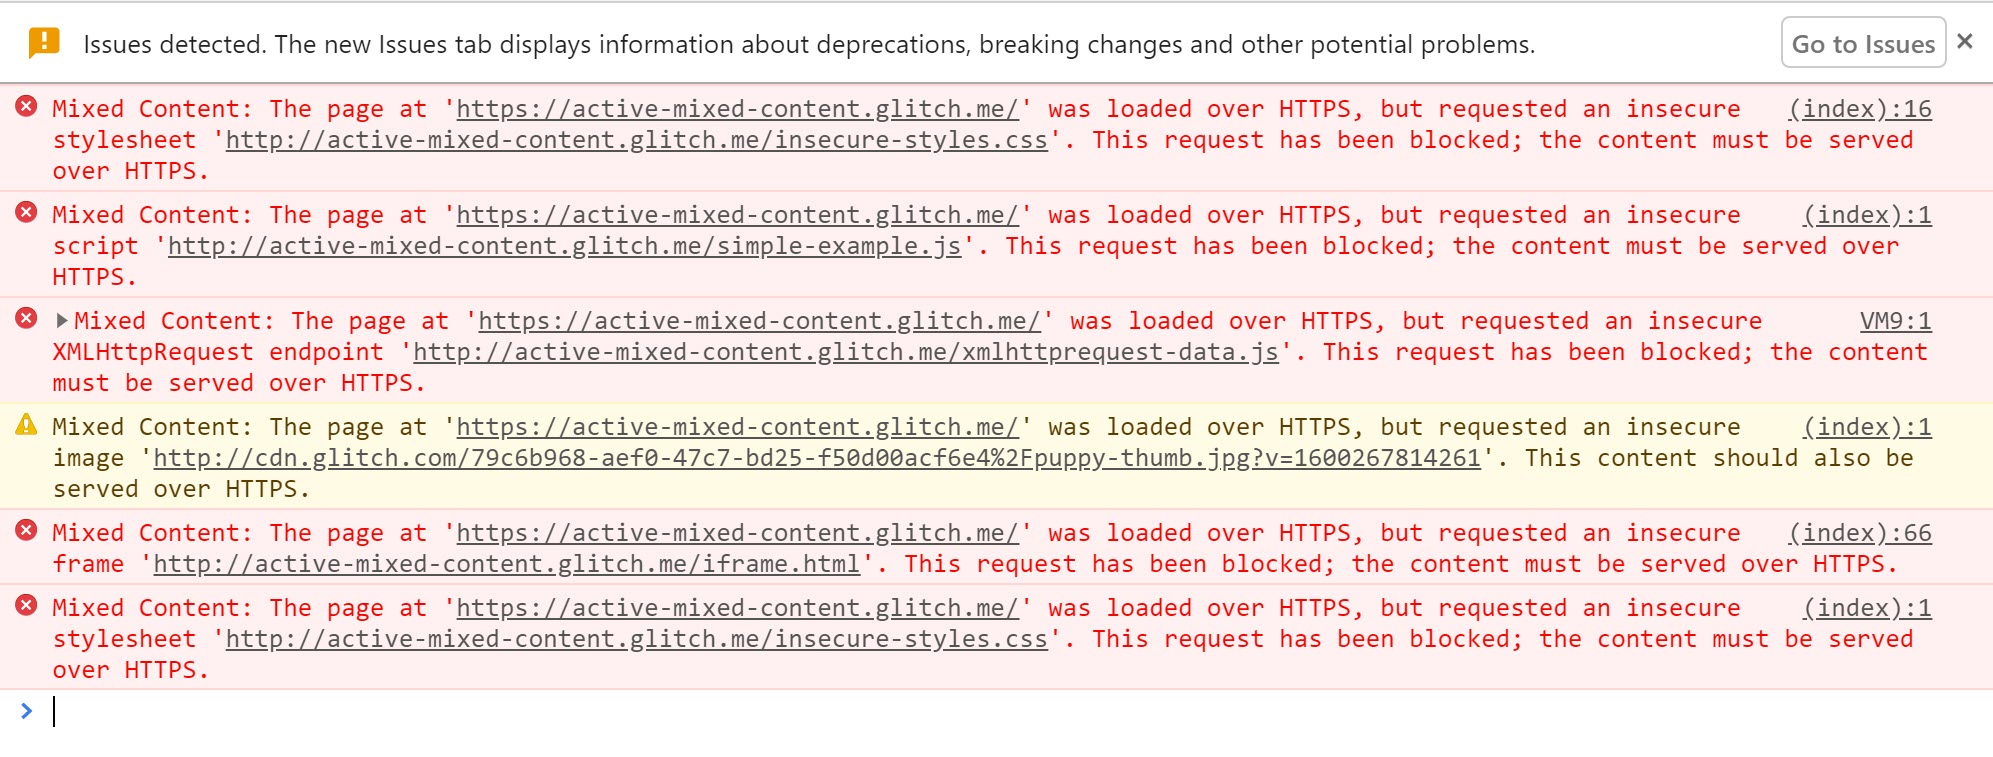 Issues detected. The new Issues tab displays information about deprecations, breaking changes and other potential problems. Go to Issues
Mixed Content: The page at 'https://active-mixed-content.glitch.me/' was loaded over HTTPS, but requested an insecure (index):16
stylesheet 'http://active-mixed-content.glitch.me/insecure-styles.css'. This request has been blocked; the content must be served
over HTTPS.
Mixed Content: The page at 'https://active-mixed-content.glitch.me/' was loaded over HTTPS, but requested an insecure (index):1
script 'http://active-mixed-content.glitch.me/simple-example.js'. This request has been blocked; the content must be served over
HTTPS.
Mixed Content: The page at 'https://active-mixed-content.glitch.me/' was loaded over HTTPS, but requested an insecure VM9:1
XMLHttpRequest endpoint 'http://active-mixed-content.glitch.me/xmlhttprequest-data.js'. This request has been blocked; the content
must be served over HTTPS.
Mixed Content: The page at 'https://active-mixed-content.glitch.me/' was loaded over HTTPS, but requested an insecure (index):1
image 'http://cdn.glitch.com/79c6b968-aef0-47c7-bd25-f50d00acf6e4%2Fpuppy-thumb.jpg?v=1600267814261'. This content should also be
served over HTTPS.
Mixed Content: The page at 'https://active-mixed-content.glitch.me/' was loaded over HTTPS, but requested an insecure (index):66
frame 'http://active-mixed-content.glitch.me/iframe.html'. This request has been blocked; the content must be served over HTTPS.
Mixed Content: The page at 'https://active-mixed-content.glitch.me/' was loaded over HTTPS, but requested an insecure (index):1
stylesheet 'http://active-mixed-content.glitch.me/insecure-styles.css'. This request has been blocked; the content must be served
over HTTPS.